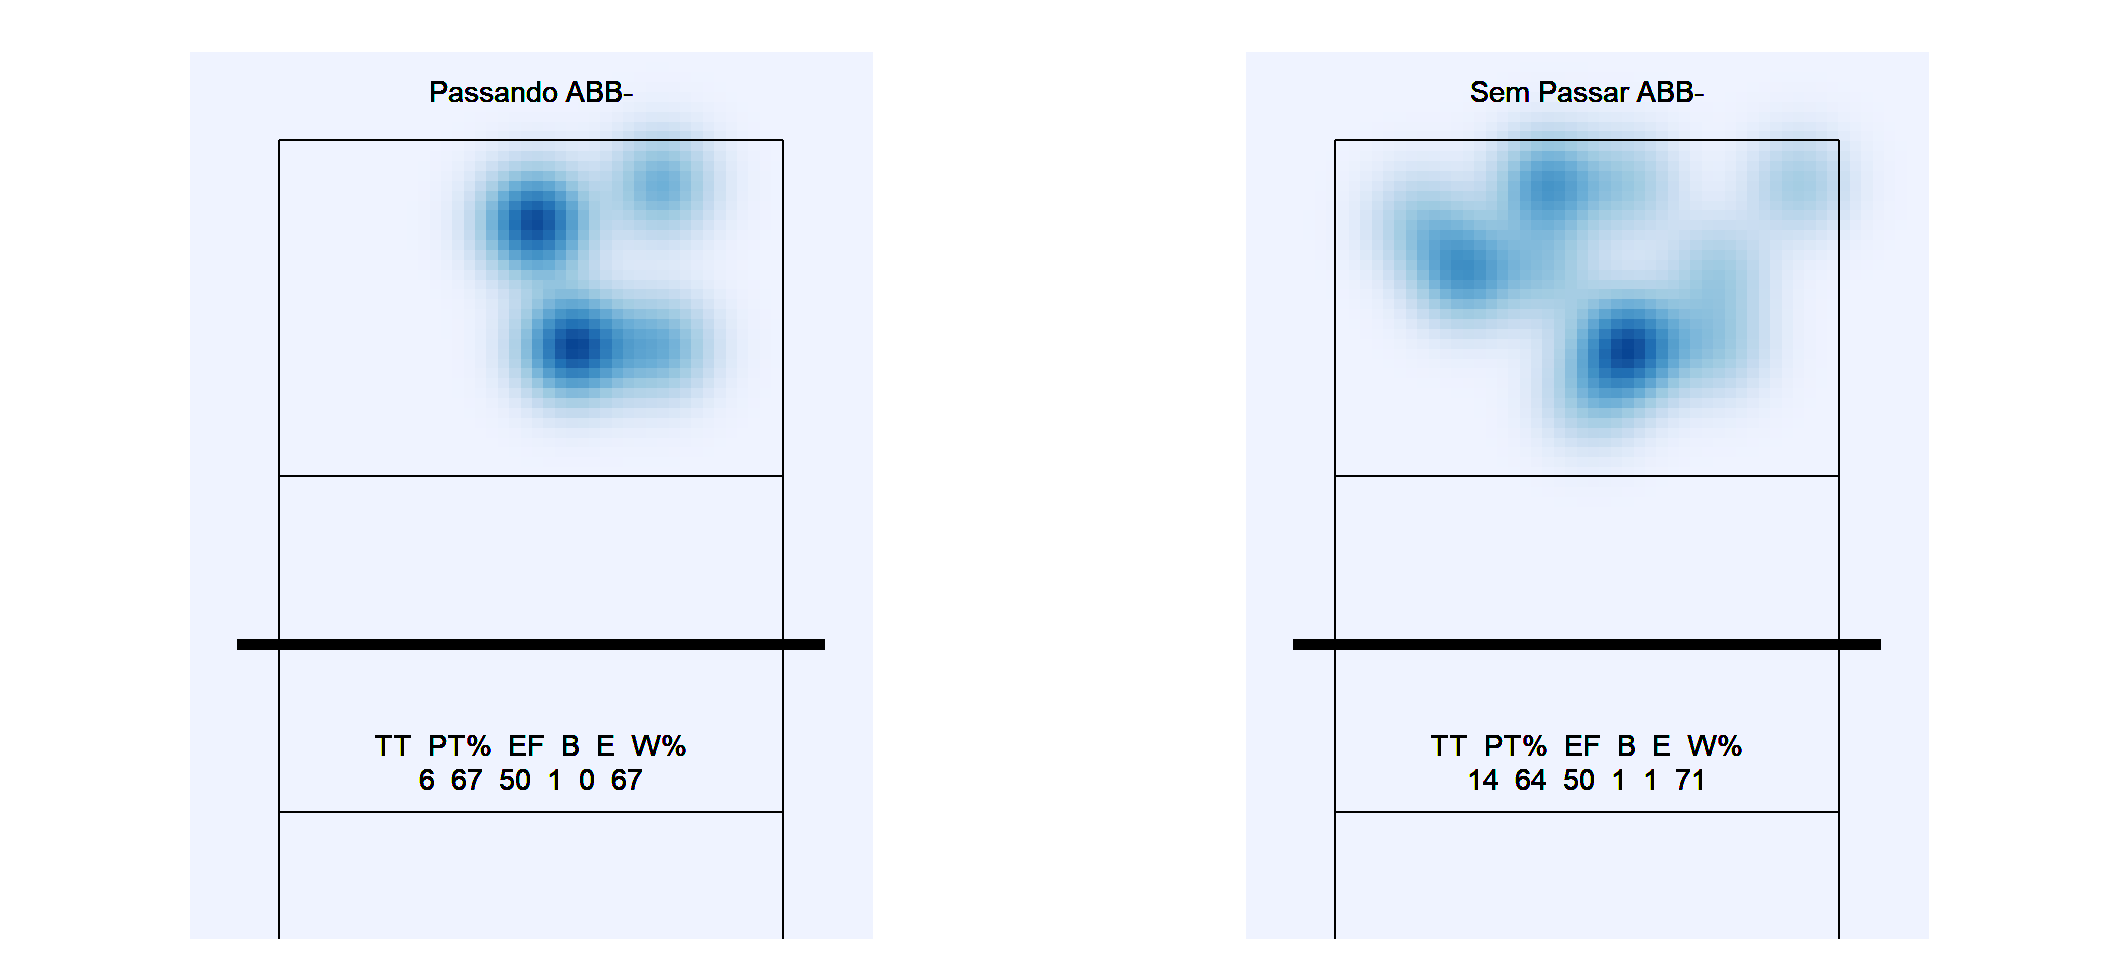 Passando ABB-
TT PT% EF B E W%
6 67 50 1 0 67
Sem Passar ABB-
TT PT% EF B E W%
14 64 50 1 1 71